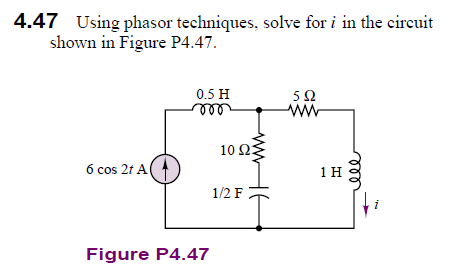 4.47 Using phasor techniques, solve for i in the circuit
shown in Figure P4.47.
0.5 H
5 Ω
10 Ω
6 cos 2t A
1 H
1/2 F
i
Figure P4.47